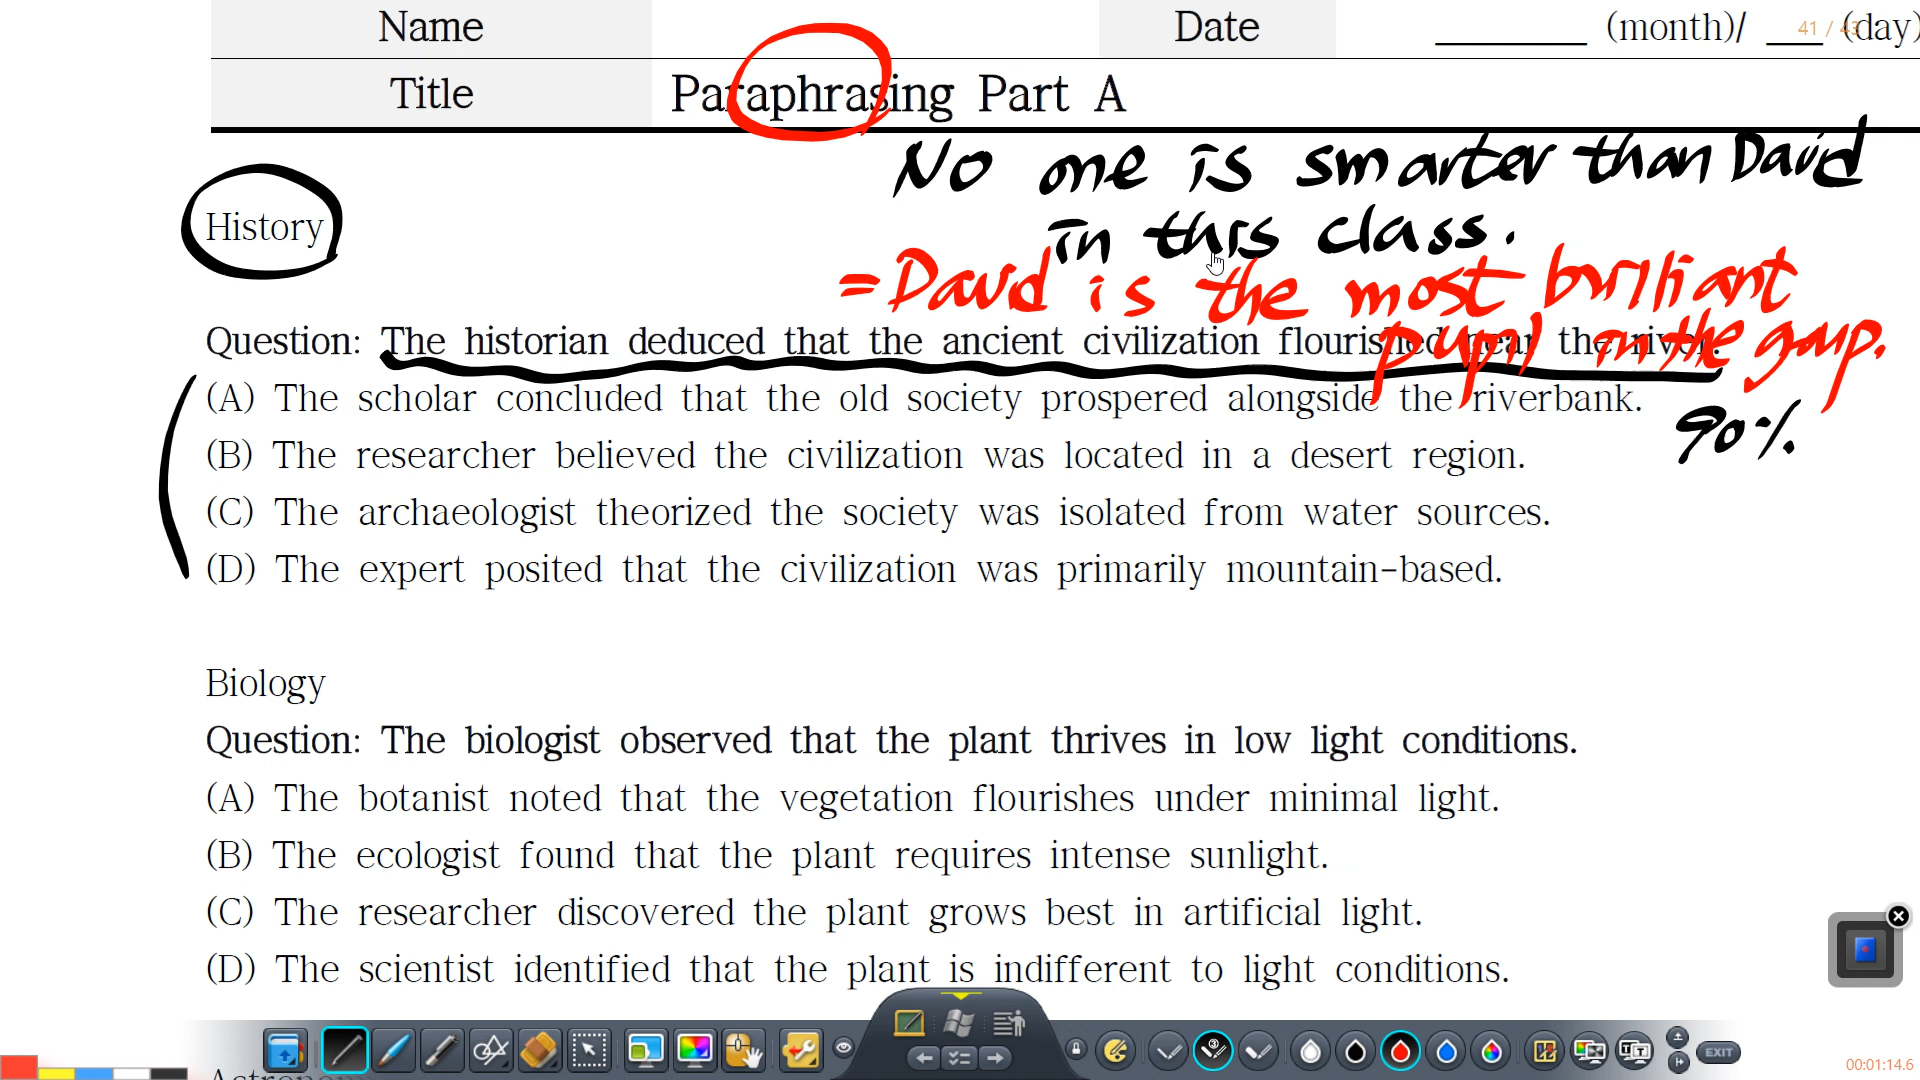 Name Date (month)/ (day) 41 / 43
Title Paraphrasing Part A
No one is smarter than David
in this class.
= David is the most brilliant
pupil in the group.
History
Question: The historian deduced that the ancient civilization flourished near the river.
(A) The scholar concluded that the old society prospered alongside the riverbank.
90%
(B) The researcher believed the civilization was located in a desert region.
(C) The archaeologist theorized the society was isolated from water sources.
(D) The expert posited that the civilization was primarily mountain-based.
Biology
Question: The biologist observed that the plant thrives in low light conditions.
(A) The botanist noted that the vegetation flourishes under minimal light.
(B) The ecologist found that the plant requires intense sunlight.
(C) The researcher discovered the plant grows best in artificial light.
(D) The scientist identified that the plant is indifferent to light conditions.
EXIT
00:01:14.6